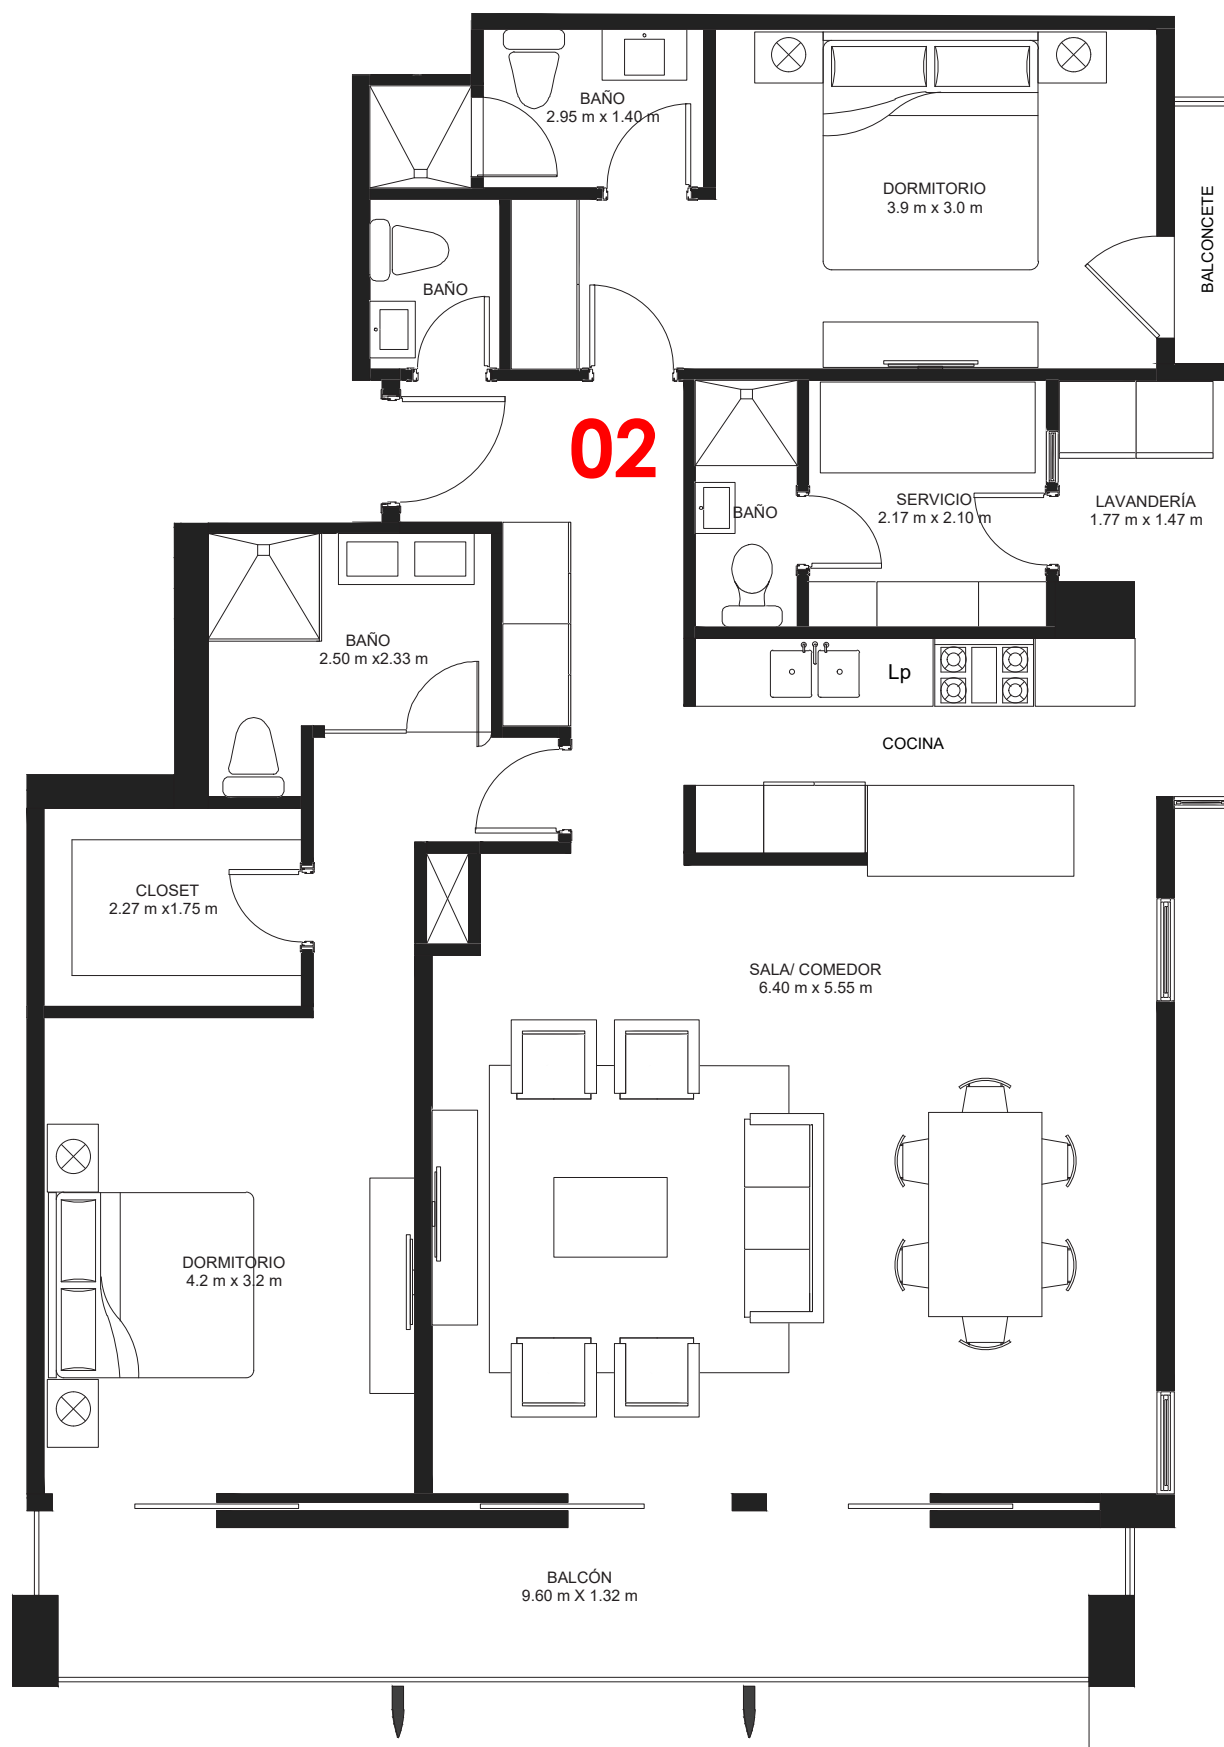 BAÑO
2.95 m x 1.40 m
DORMITORIO
3.9 m x 3.0 m
BALCONCETE
BAÑO
02
SERVICIO
2.17 m x 2.10 m
LAVANDERÍA
1.77 m x 1.47 m
BAÑO
BAÑO
2.50 m x2.33 m
Lp
COCINA
CLOSET
2.27 m x1.75 m
SALA/ COMEDOR
6.40 m x 5.55 m
DORMITORIO
4.2 m x 3.2 m
BALCÓN
9.60 m X 1.32 m